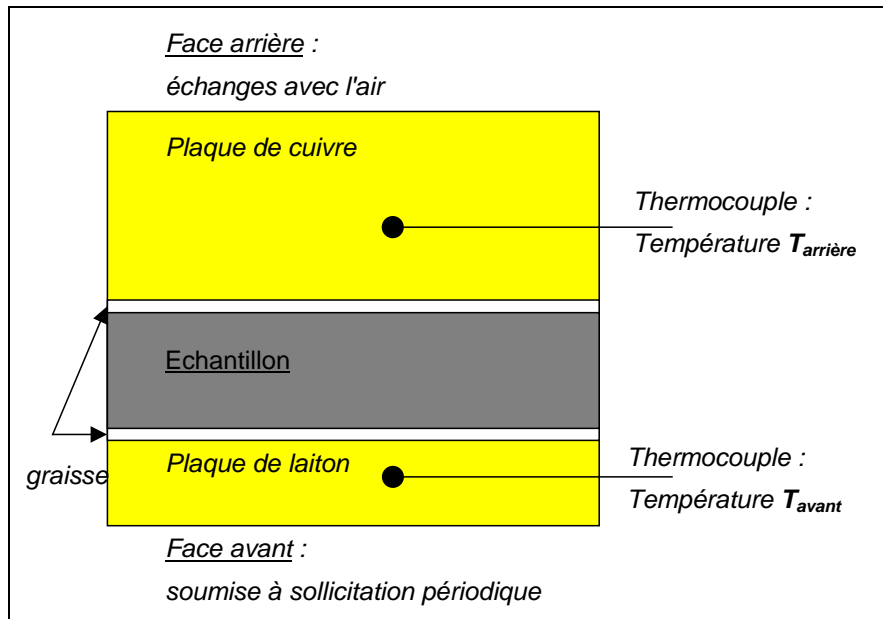 Face arrière :
échanges avec l'air
Plaque de cuivre
Thermocouple :
Température Tarrière
Echantillon
graisse
Plaque de laiton
Thermocouple :
Température Tavant
Face avant :
soumise à sollicitation périodique